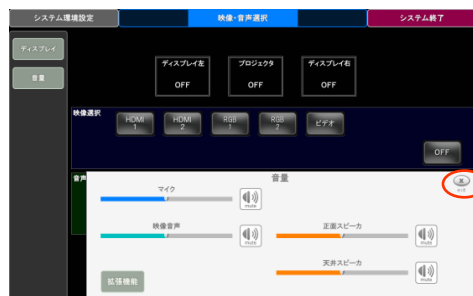 システム環境設定
映像・音声選択
システム終了
ディスプレイ
音量
ディスプレイ左
OFF
プロジェクタ
OFF
ディスプレイ右
OFF
映像選択
HDMI
1
HDMI
2
RGB
1
RGB
2
ビデオ
OFF
音声
音量
マイク
mute
映像音声
mute
正面スピーカ
mute
天井スピーカ
mute
拡張機能